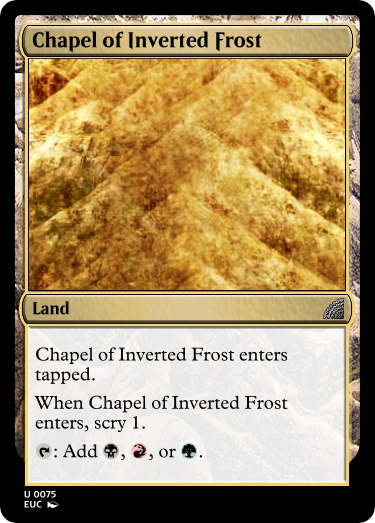 Chapel of Inverted Frost
Land
Chapel of Inverted Frost enters
tapped.
When Chapel of Inverted Frost
enters, scry 1.
: Add , , or .
U 0075
EUC